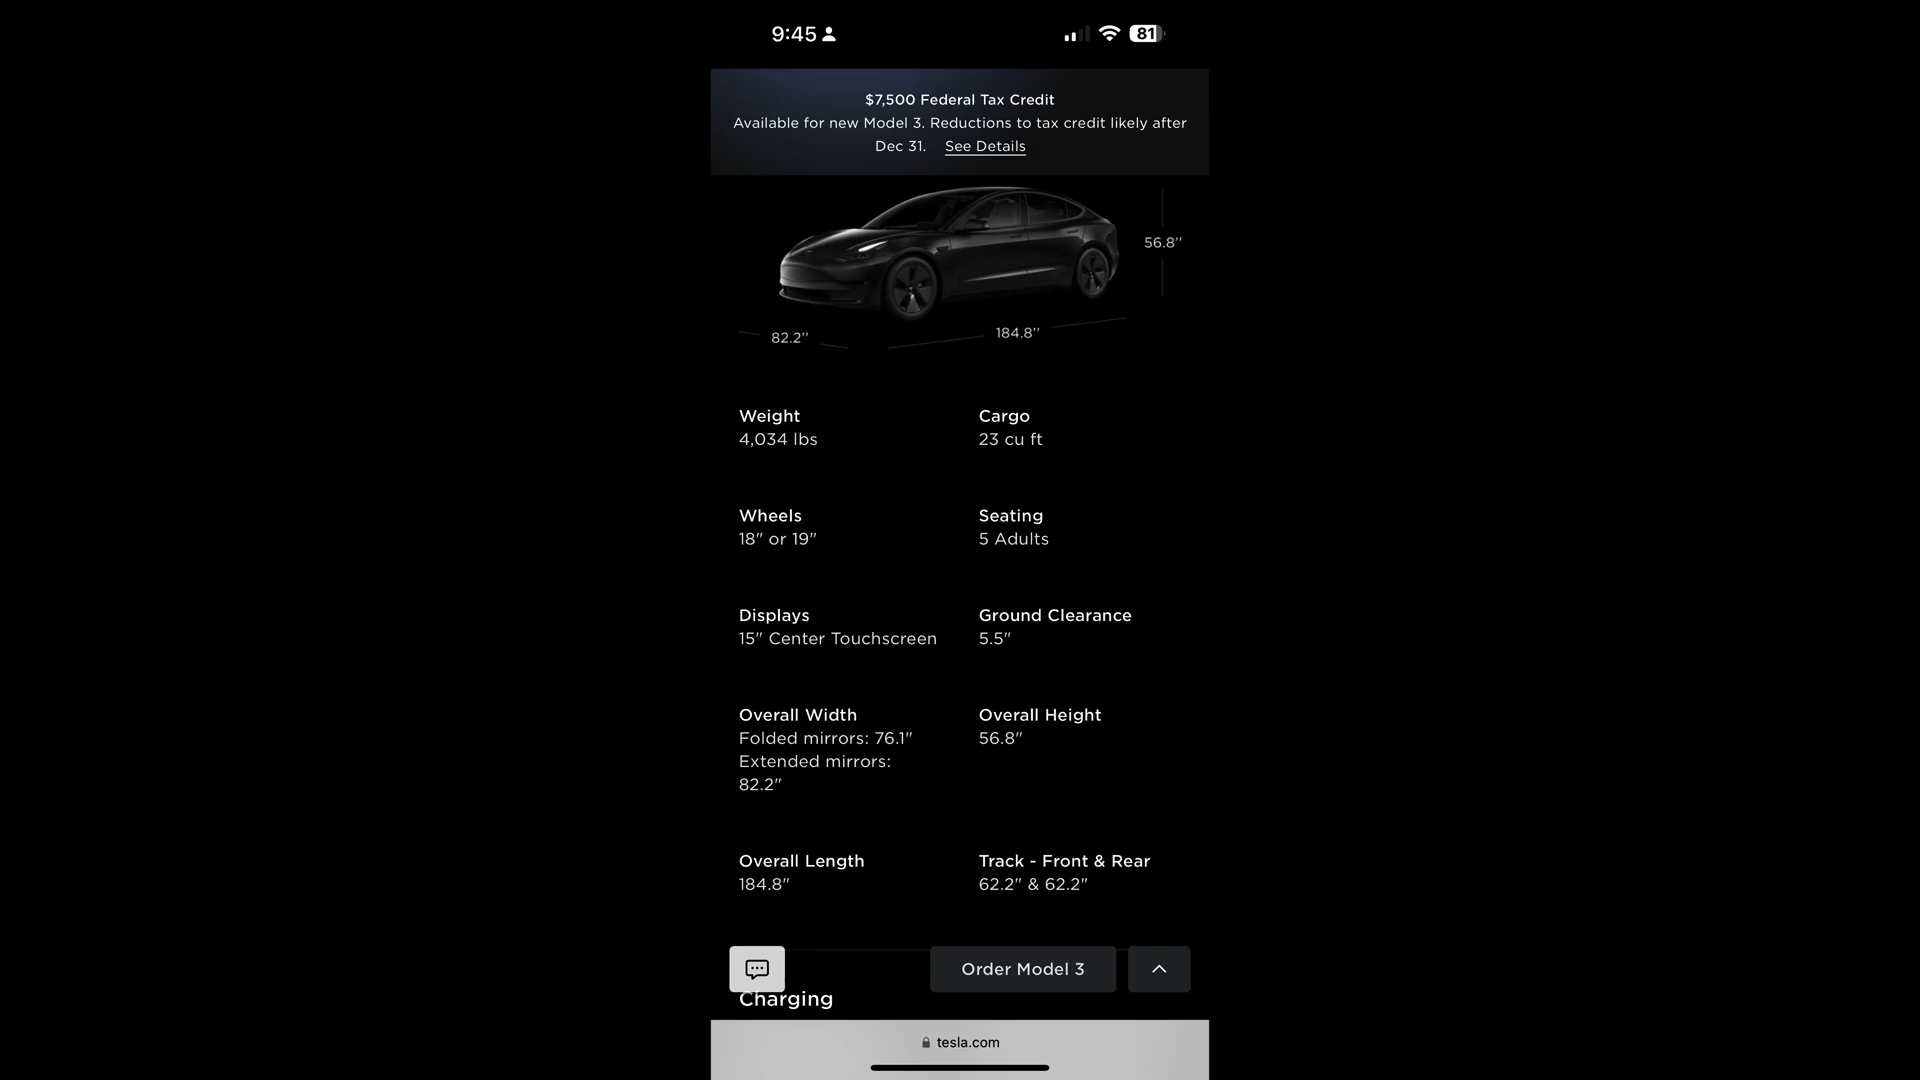 9:45
81
$7,500 Federal Tax Credit
Available for new Model 3. Reductions to tax credit likely after
Dec 31. See Details
56.8’’
82.2’’
184.8’’
Weight
4,034 lbs
Cargo
23 cu ft
Wheels
18" or 19"
Seating
5 Adults
Displays
15" Center Touchscreen
Ground Clearance
5.5"
Overall Width
Folded mirrors: 76.1"
Extended mirrors:
82.2"
Overall Height
56.8"
Overall Length
184.8"
Track - Front & Rear
62.2" & 62.2"
Order Model 3
Charging
tesla.com